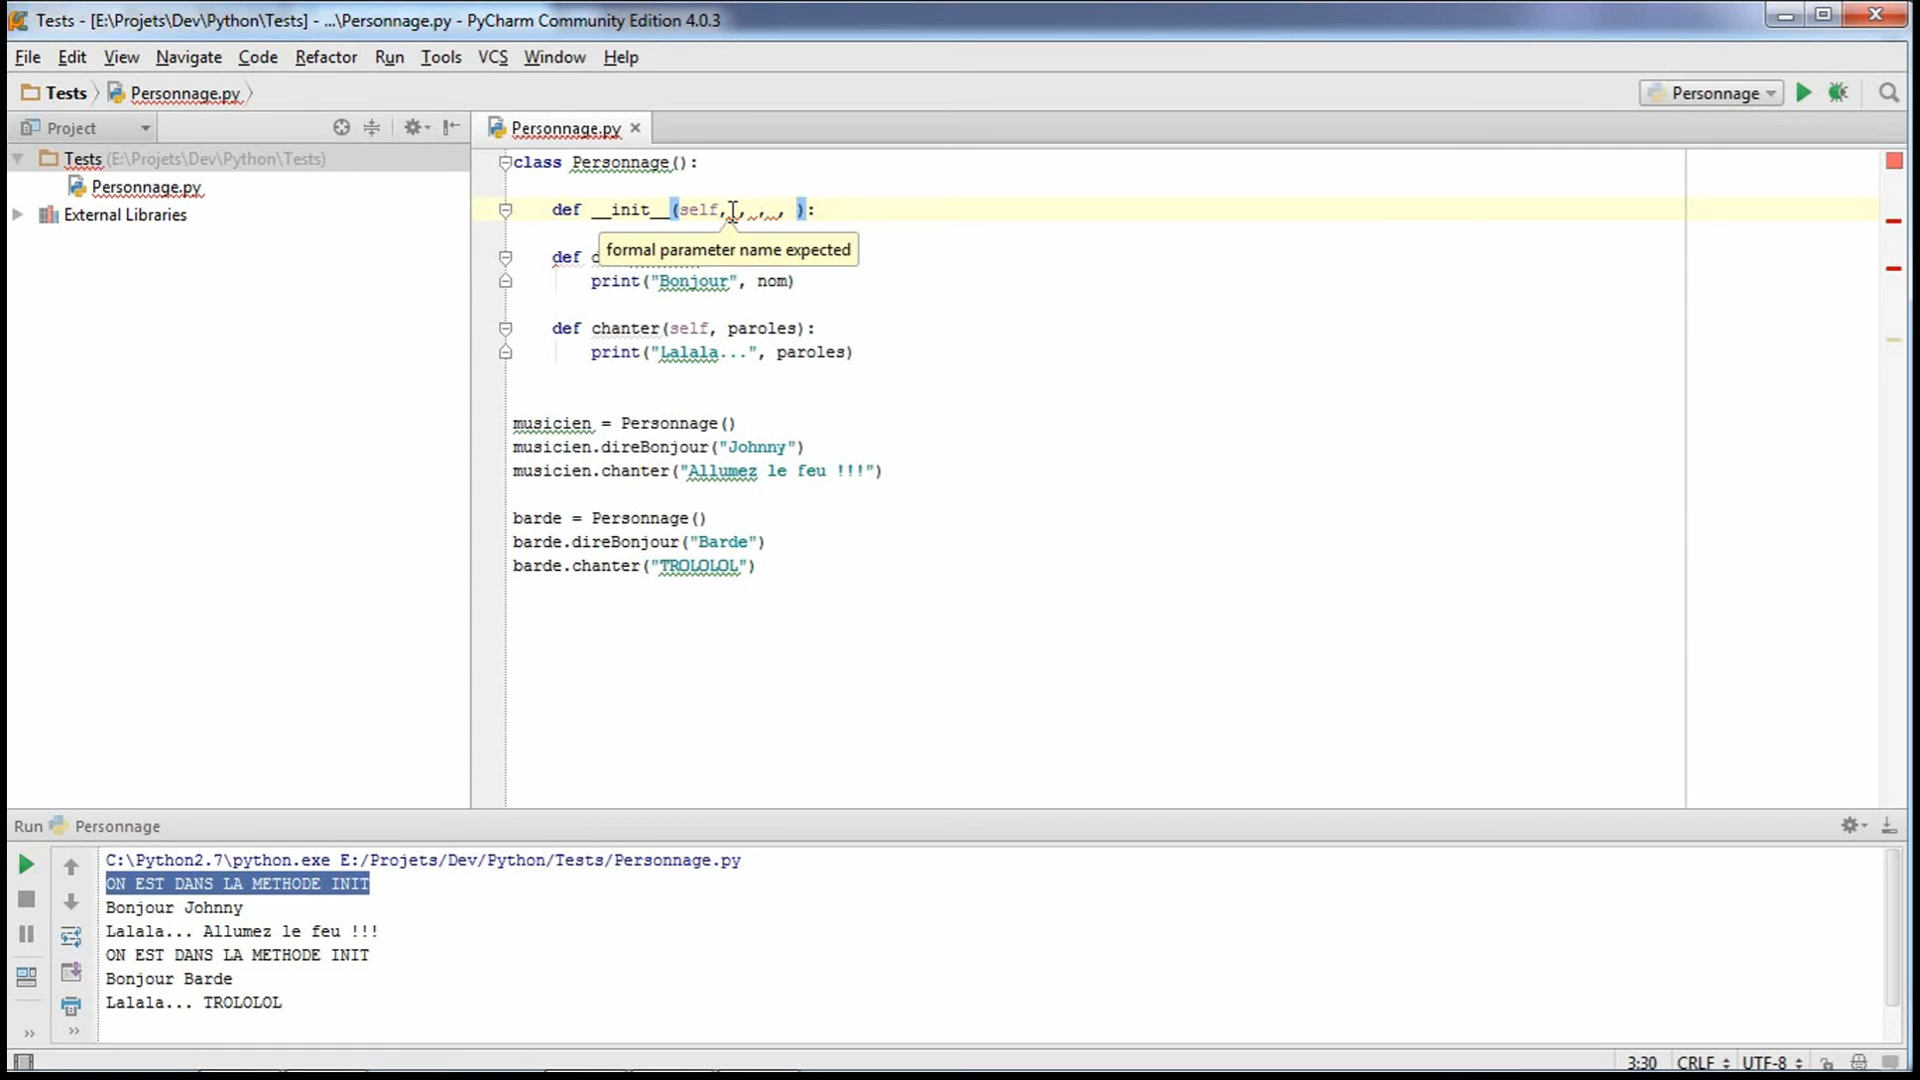 Tests - [E:\Projets\Dev\Python\Tests] - ...\Personnage.py - PyCharm Community Edition 4.0.3
File Edit View Navigate Code Refactor Run Tools VCS Window Help
Tests Personnage.py Personnage
Project Personnage.py
Tests (E:\Projets\Dev\Python\Tests)
Personnage.py
External Libraries
class Personnage():
def __init__(self, , , , ):
formal parameter name expected
def
print("Bonjour", nom)
def chanter(self, paroles):
print("Lalala...", paroles)
musicien = Personnage()
musicien.direBonjour("Johnny")
musicien.chanter("Allumez le feu !!!")
barde = Personnage()
barde.direBonjour("Barde")
barde.chanter("TROLOLOL")
Run Personnage
C:\Python2.7\python.exe E:/Projets/Dev/Python/Tests/Personnage.py
ON EST DANS LA METHODE INIT
Bonjour Johnny
Lalala... Allumez le feu !!!
ON EST DANS LA METHODE INIT
Bonjour Barde
Lalala... TROLOLOL
3:30 CRLF UTF-8